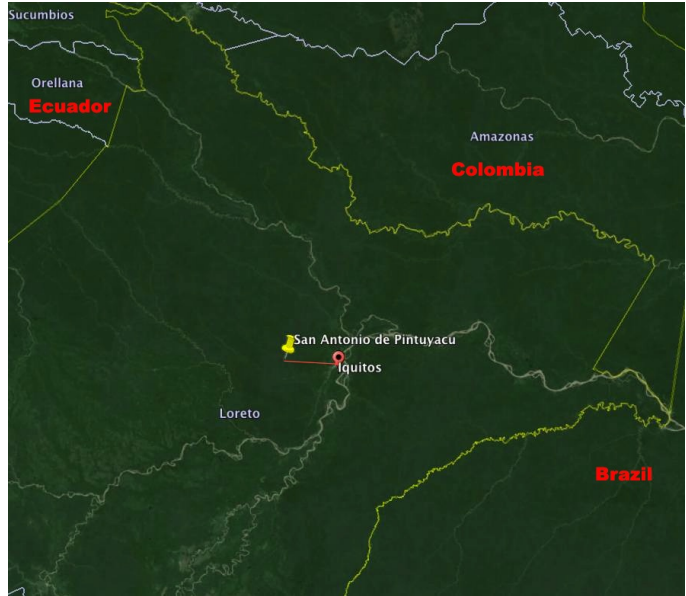 Sucumbios
Orellana
Ecuador
Amazonas
Colombia
San Antonio de Pintuyacu
Iquitos
Loreto
Brazil